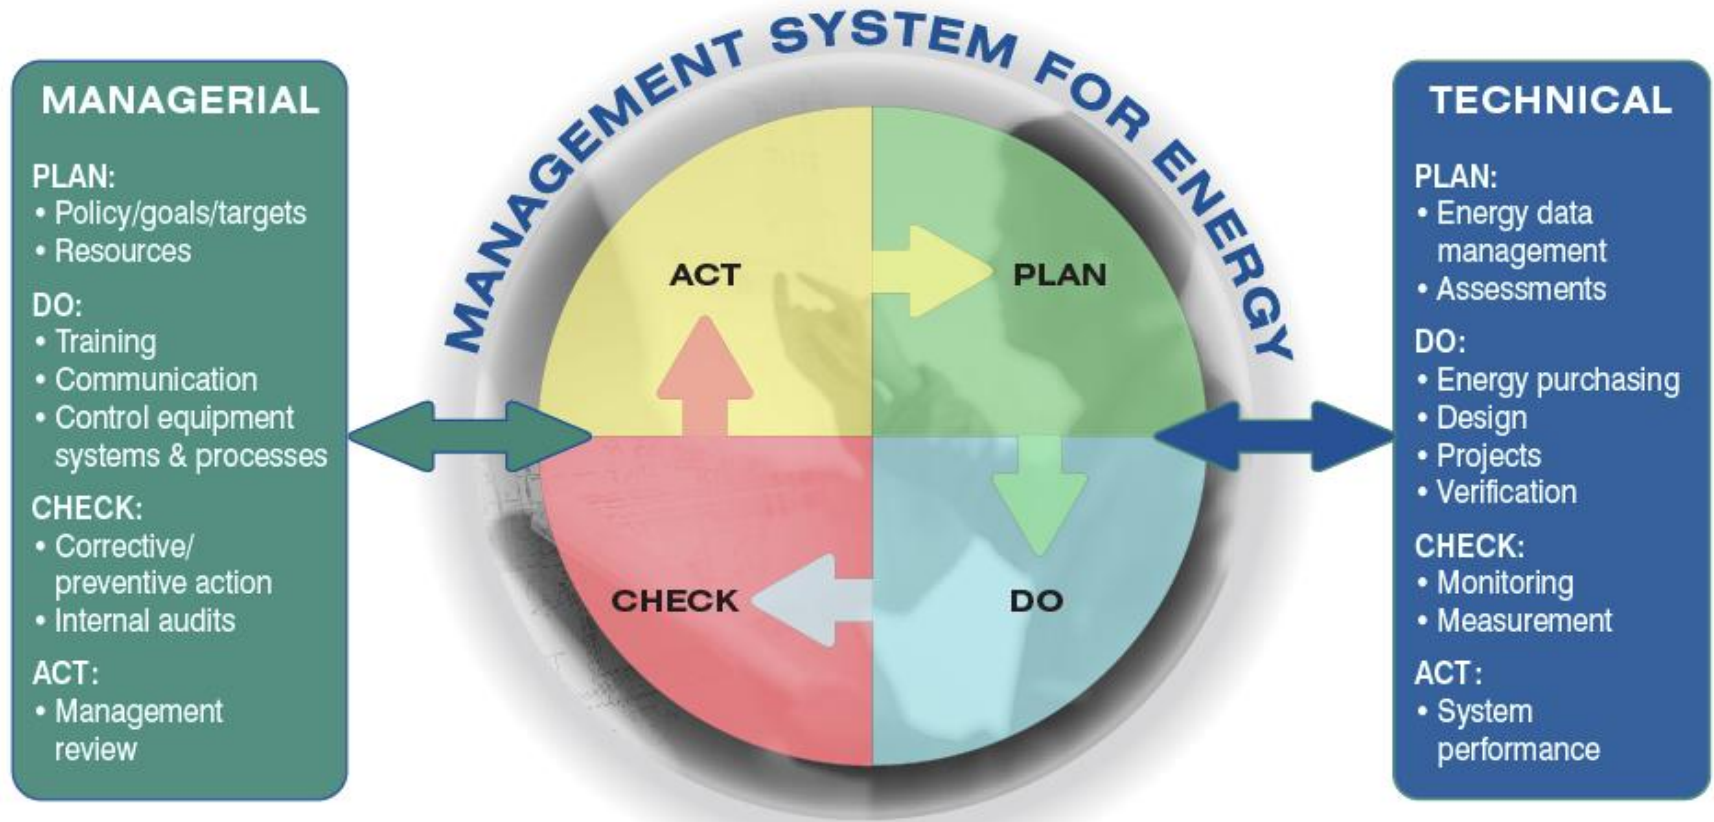 MANAGEMENT SYSTEM FOR ENERGY
MANAGERIAL
PLAN:
• Policy/goals/targets
• Resources
DO:
• Training
• Communication
• Control equipment
systems & processes
CHECK:
• Corrective/
preventive action
• Internal audits
ACT:
• Management
review
ACT
PLAN
CHECK
DO
TECHNICAL
PLAN:
• Energy data
management
• Assessments
DO:
• Energy purchasing
• Design
• Projects
• Verification
CHECK:
• Monitoring
• Measurement
ACT:
• System
performance